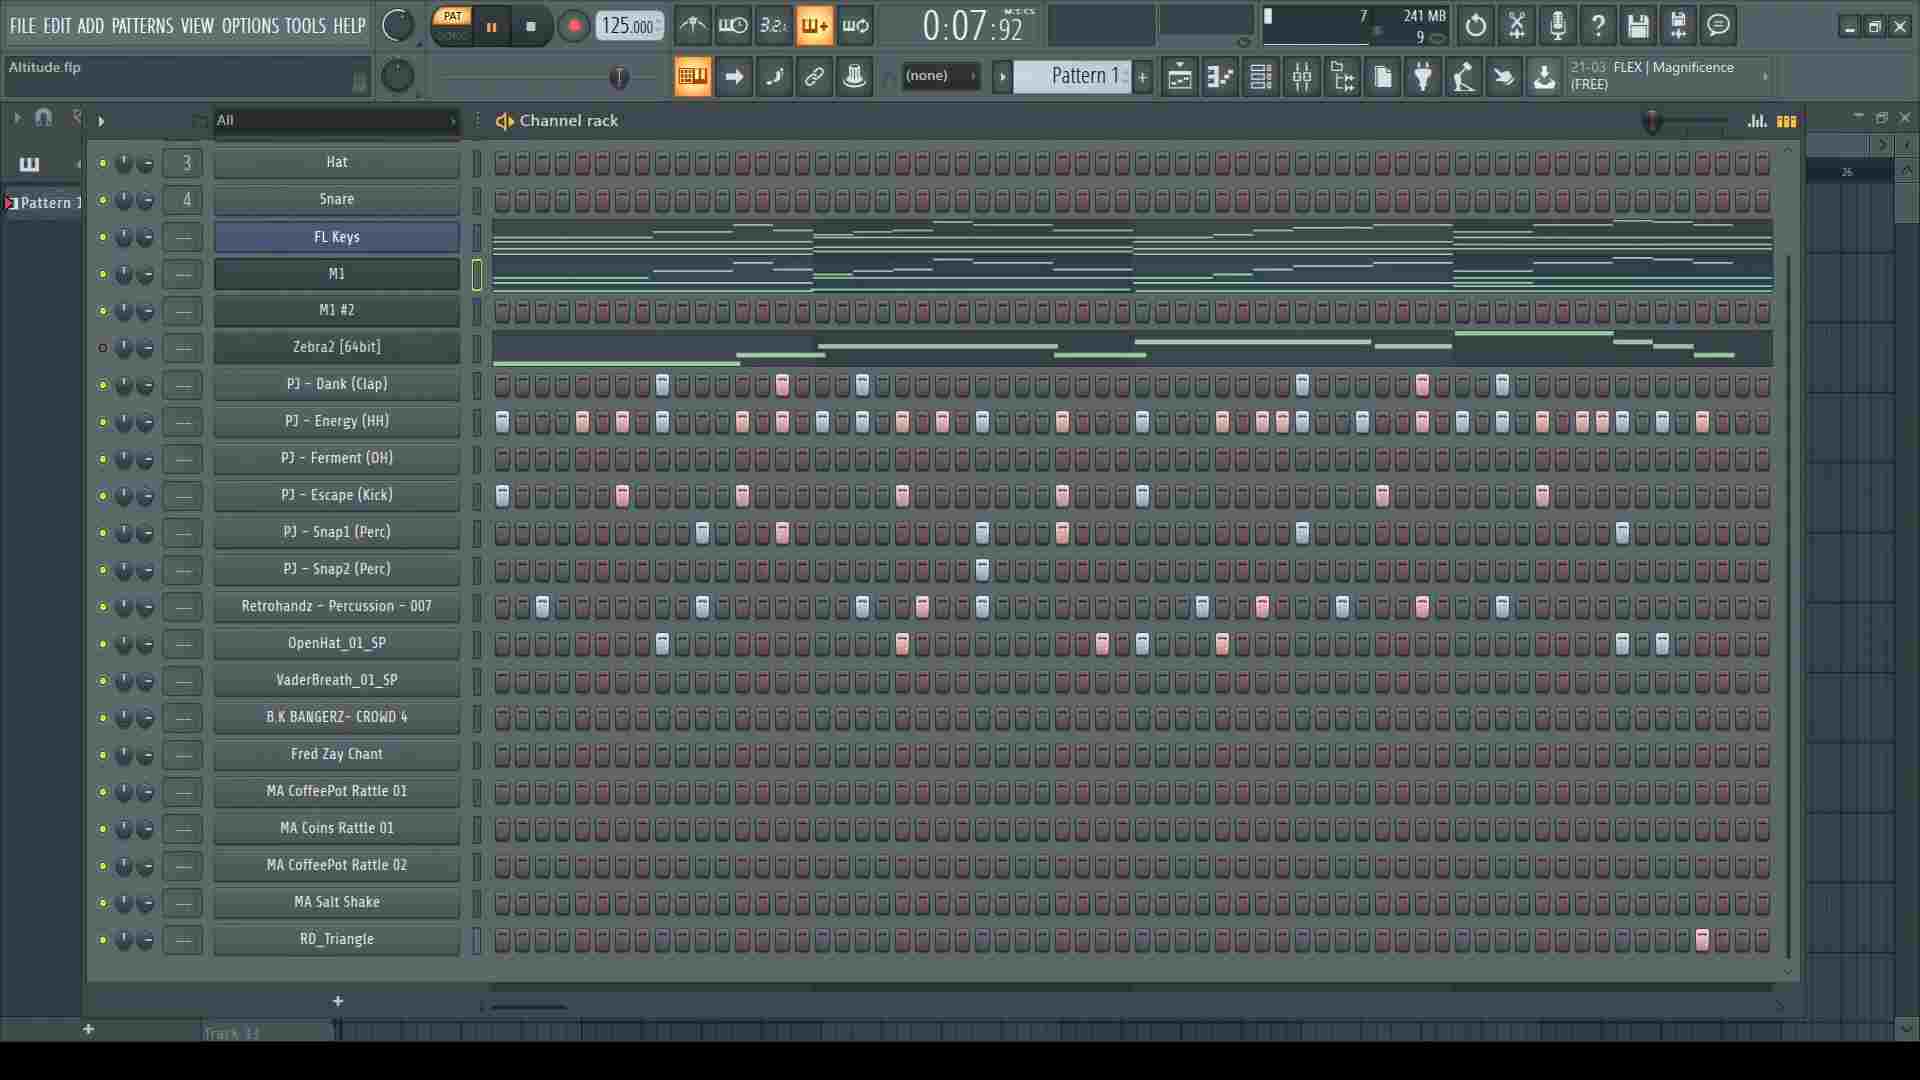 FILE EDIT ADD PATTERNS VIEW OPTIONS TOOLS HELP
PAT
125.000
3.2.
0:07:92
M:S:CS
7
241 MB
9
Altitude.flp
(none)
Pattern 1
21-03 FLEX | Magnificence
(FREE)
All
Channel rack
3
Hat
26
4
Snare
Pattern 1
FL Keys
M1
M1 #2
Zebra2 [64bit]
PJ - Dank (Clap)
PJ - Energy (HH)
PJ - Ferment (OH)
PJ - Escape (Kick)
PJ - Snap1 (Perc)
PJ - Snap2 (Perc)
Retrohandz - Percussion - 007
OpenHat_01_SP
VaderBreath_01_SP
B.K BANGERZ- CROWD 4
Fred Zay Chant
MA CoffeePot Rattle 01
MA Coins Rattle 01
MA CoffeePot Rattle 02
MA Salt Shake
RD_Triangle
Track 13